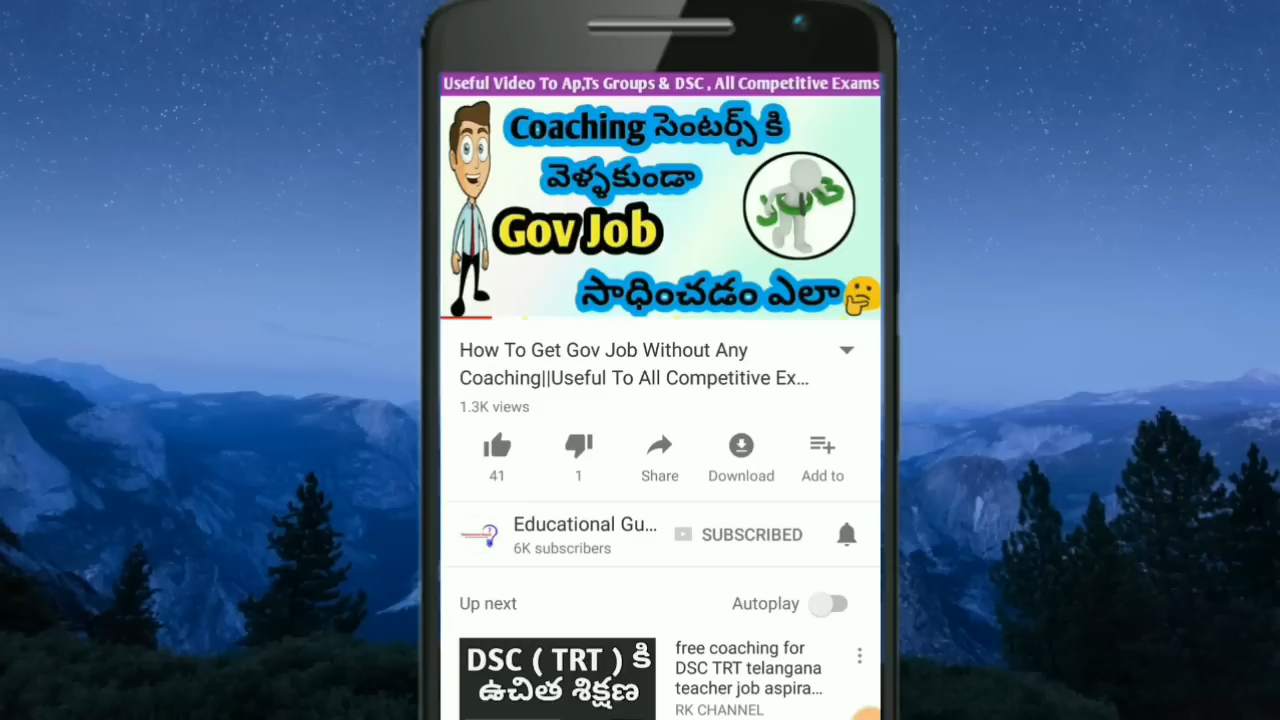 Useful Video To Ap,Ts Groups & DSC , All Competitive Exams
Coaching సెంటర్స్ కి
వెళ్ళకుండా
JOB
Gov Job
సాధించడం ఎలా
How To Get Gov Job Without Any
Coaching||Useful To All Competitive Ex...
1.3K views
41
1
Share
Download
Add to
Educational Gu...
SUBSCRIBED
6K subscribers
Up next
Autoplay
DSC ( TRT ) కి
ఉచిత శిక్షణ
free coaching for
DSC TRT telangana
teacher job aspira...
RK CHANNEL